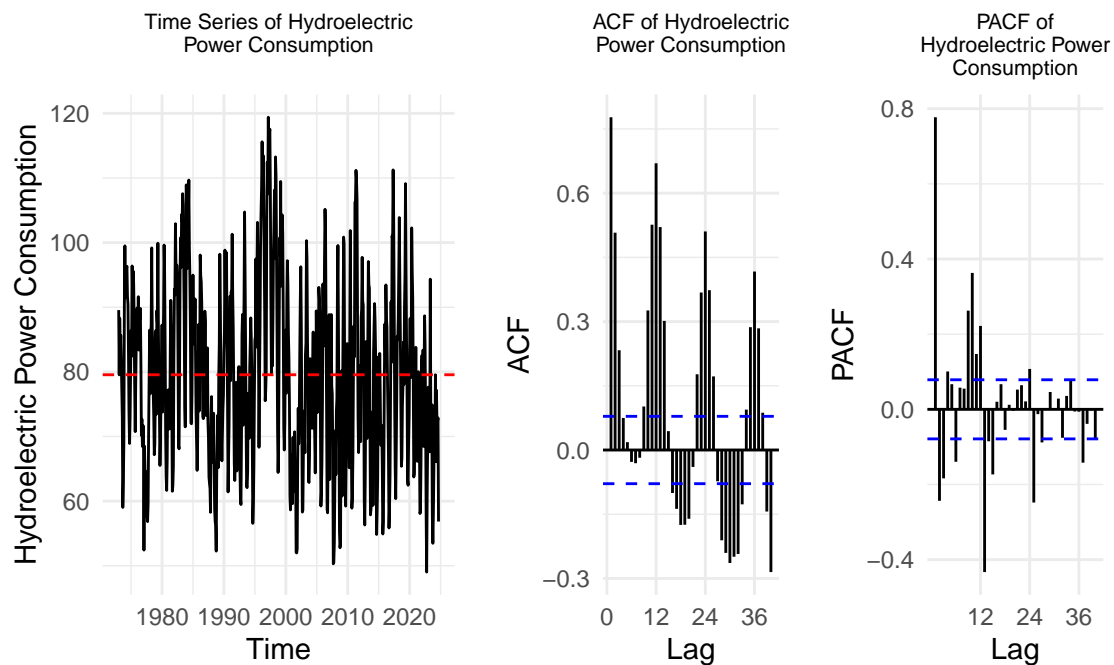 Time Series of Hydroelectric
Power Consumption
Hydroelectric Power Consumption
120
100
80
60
1980 1990 2000 2010 2020
Time
ACF of Hydroelectric
Power Consumption
ACF
0.6
0.3
0.0
−0.3
0 12 24 36
Lag
PACF of
Hydroelectric Power
Consumption
PACF
0.8
0.4
0.0
−0.4
12 24 36
Lag